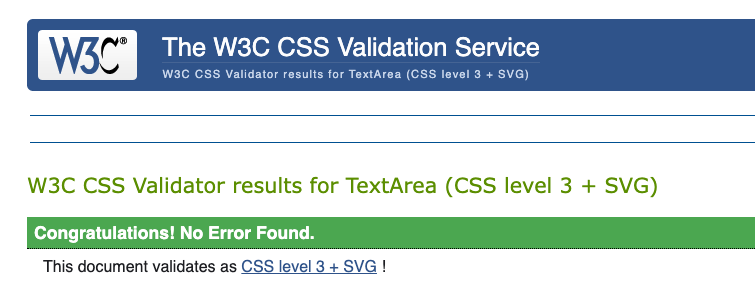 W3C®
The W3C CSS Validation Service
W3C CSS Validator results for TextArea (CSS level 3 + SVG)
W3C CSS Validator results for TextArea (CSS level 3 + SVG)
Congratulations! No Error Found.
This document validates as CSS level 3 + SVG !